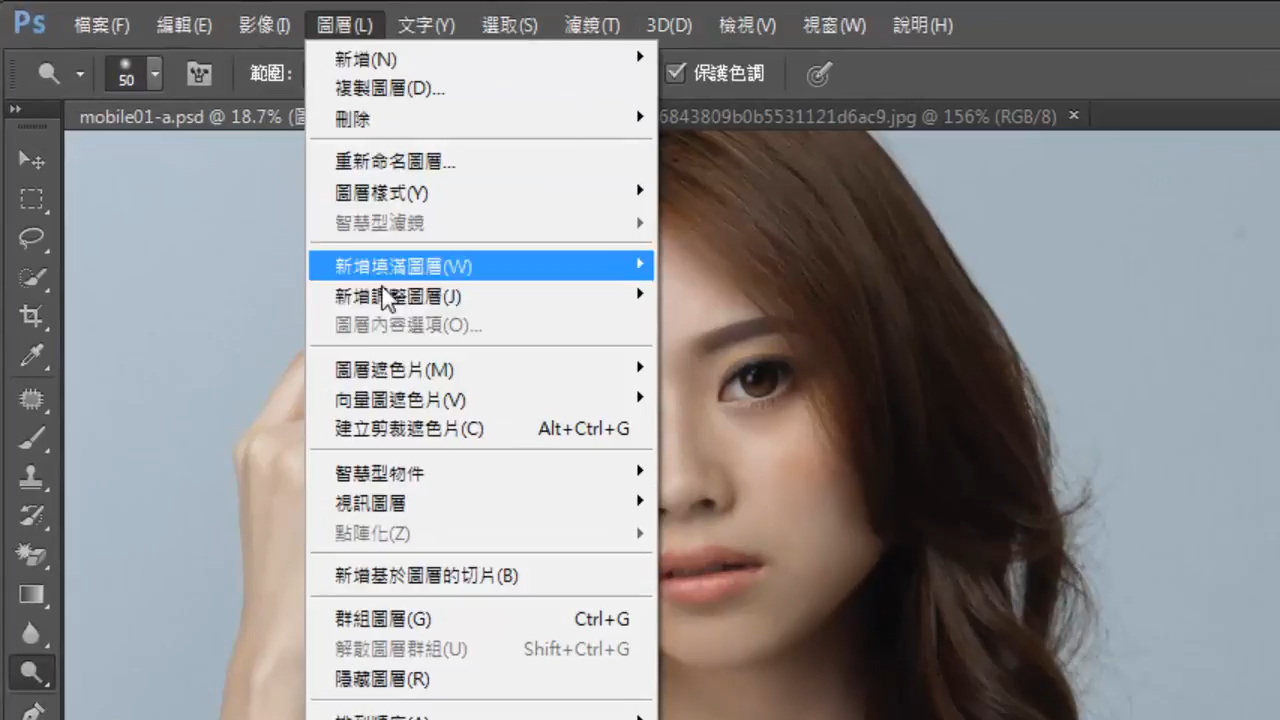 Ps 檔案(F) 編輯(E) 影像(I) 圖層(L) 文字(Y) 選取(S) 濾鏡(T) 3D(D) 檢視(V) 視窗(W) 說明(H)
50 範圍: 保護色調
mobile01-a.psd @ 18.7% (圖 6843809b0b5531121d6ac9.jpg @ 156% (RGB/8) ×
新增(N)
複製圖層(D)...
刪除
重新命名圖層...
圖層樣式(Y)
智慧型濾鏡
新增填滿圖層(W)
新增調整圖層(J)
圖層內容選項(O)...
圖層遮色片(M)
向量圖遮色片(V)
建立剪裁遮色片(C) Alt+Ctrl+G
智慧型物件
視訊圖層
點陣化(Z)
新增基於圖層的切片(B)
群組圖層(G) Ctrl+G
解散圖層群組(U) Shift+Ctrl+G
隱藏圖層(R)